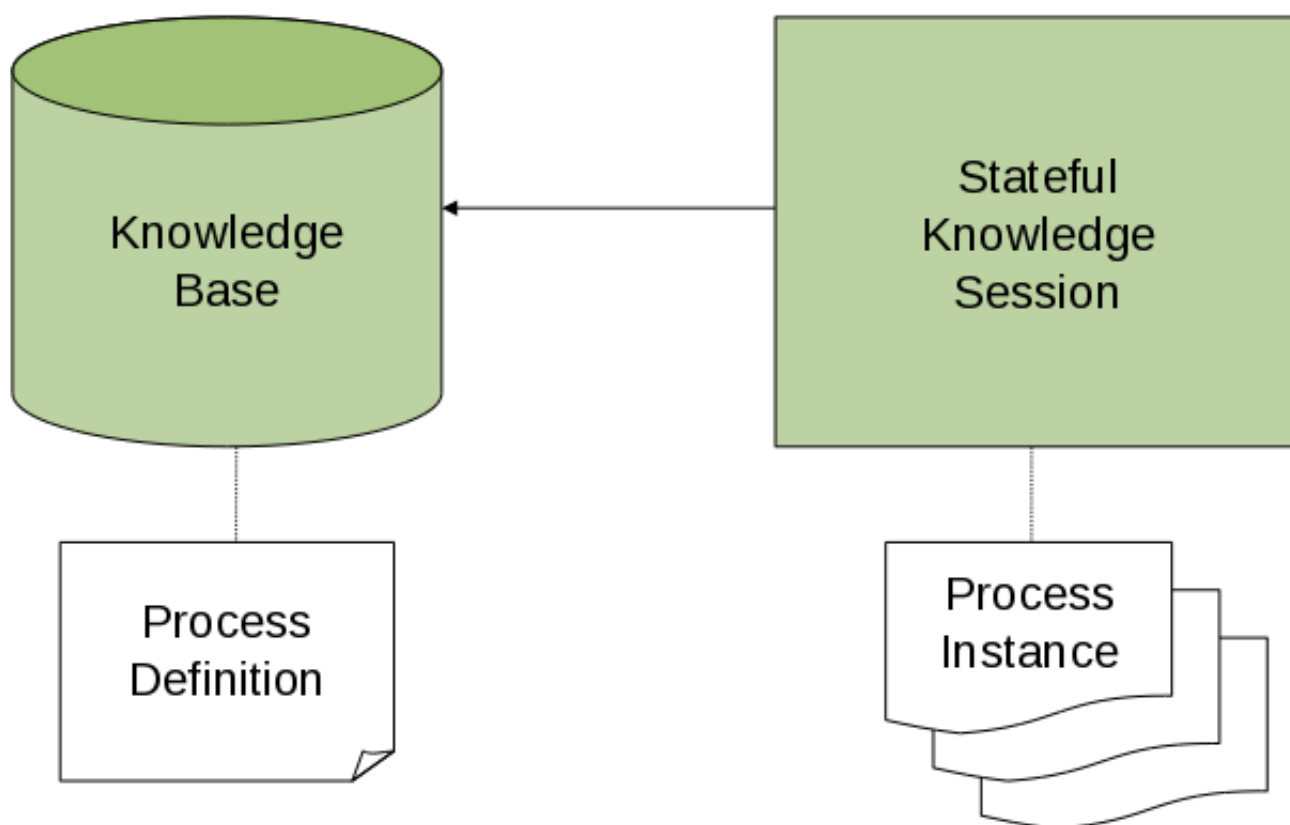 Knowledge
Base
Stateful
Knowledge
Session
Process
Definition
Process
Instance